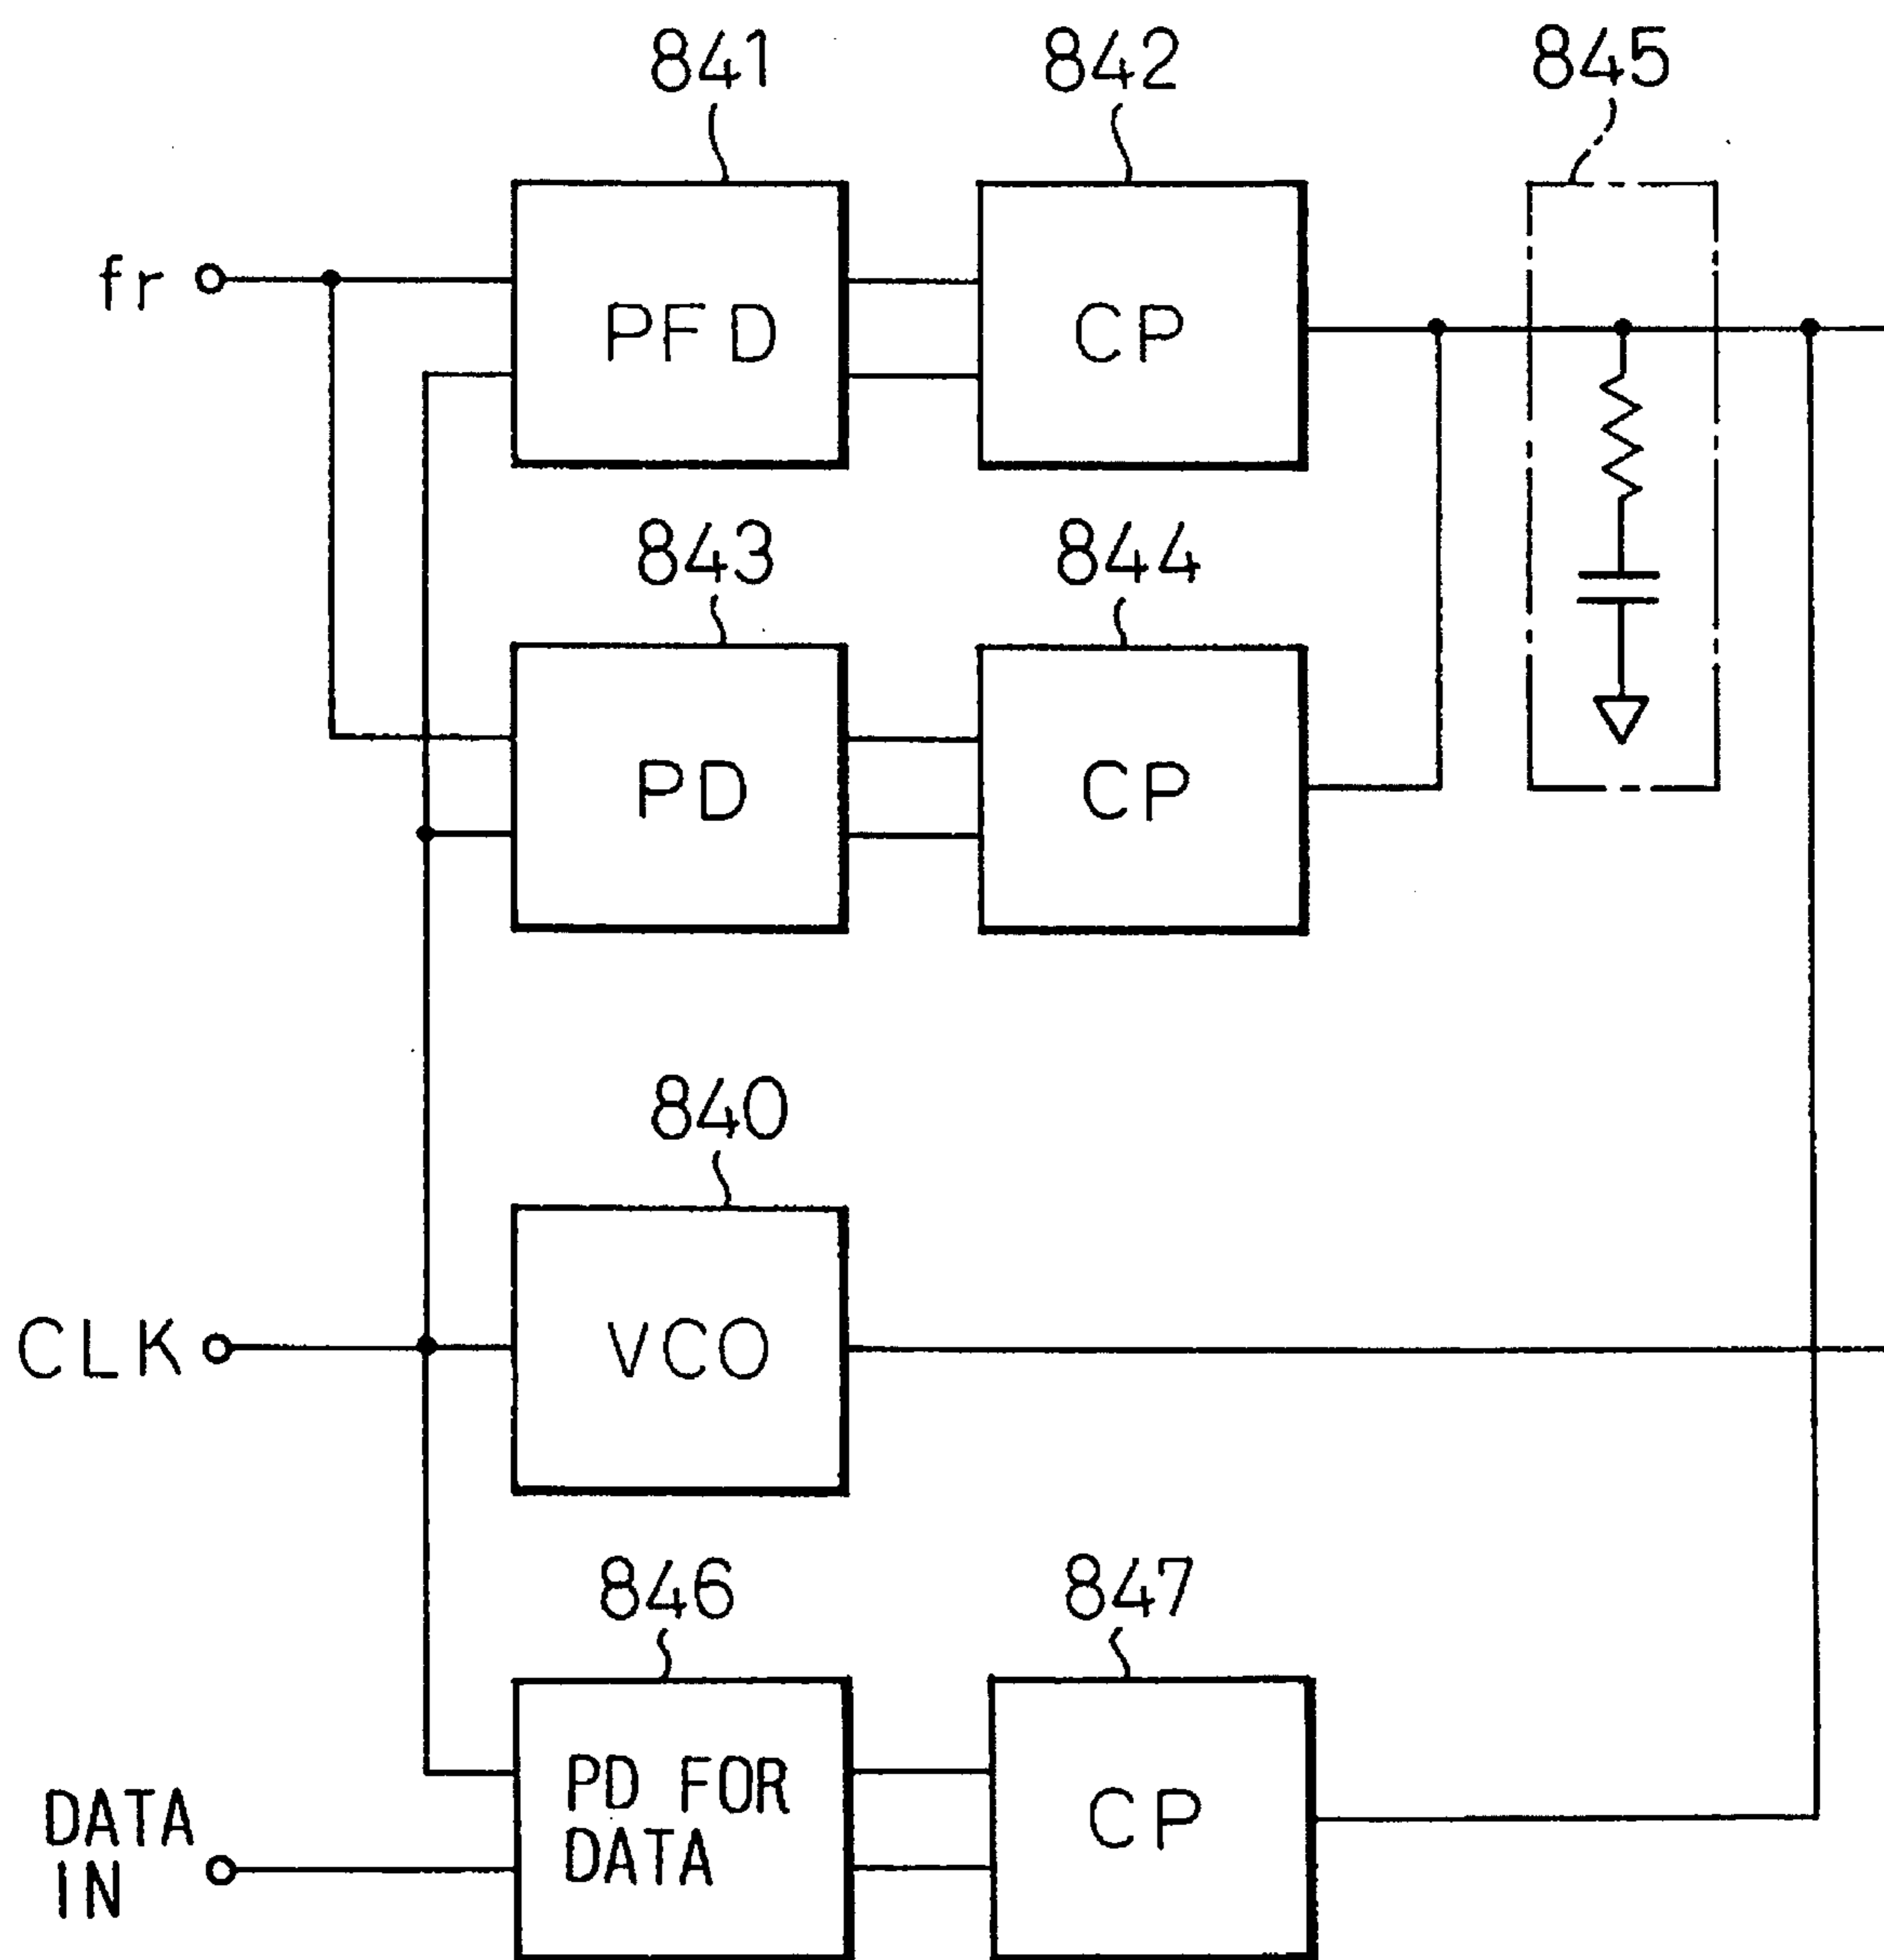 841
842
845
fr
PFD
CP
843
844
PD
CP
840
CLK
VCO
846
847
DATA
IN
PD FOR
DATA
CP